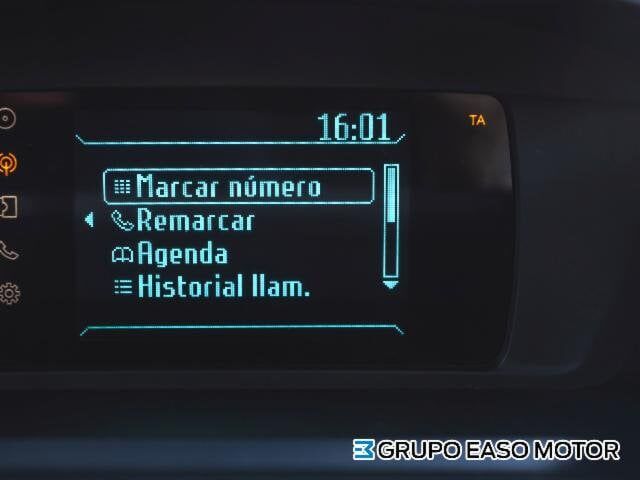 16:01
TA
Marcar número
Remarcar
Agenda
Historial llam.
GRUPO EASO MOTOR